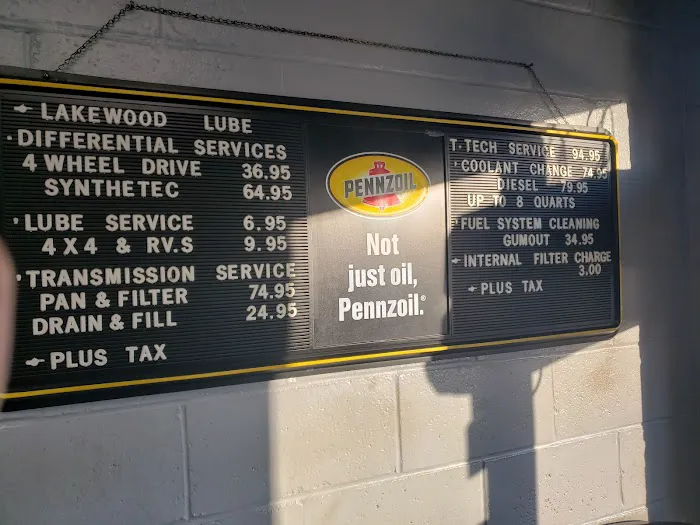 LAKEWOOD LUBE
· DIFFERENTIAL SERVICES
4 WHEEL DRIVE 36.95
SYNTHETEC 64.95
· LUBE SERVICE 6.95
4 X 4 & RV.S 9.95
· TRANSMISSION SERVICE
PAN & FILTER 74.95
DRAIN & FILL 24.95
PLUS TAX
PENNZOIL
Not
just oil,
Pennzoil.®
T-TECH SERVICE 94.95
· COOLANT CHANGE 74.95
DIESEL 79.95
UP TO 8 QUARTS
· FUEL SYSTEM CLEANING
GUMOUT 34.95
INTERNAL FILTER CHARGE
3.00
PLUS TAX